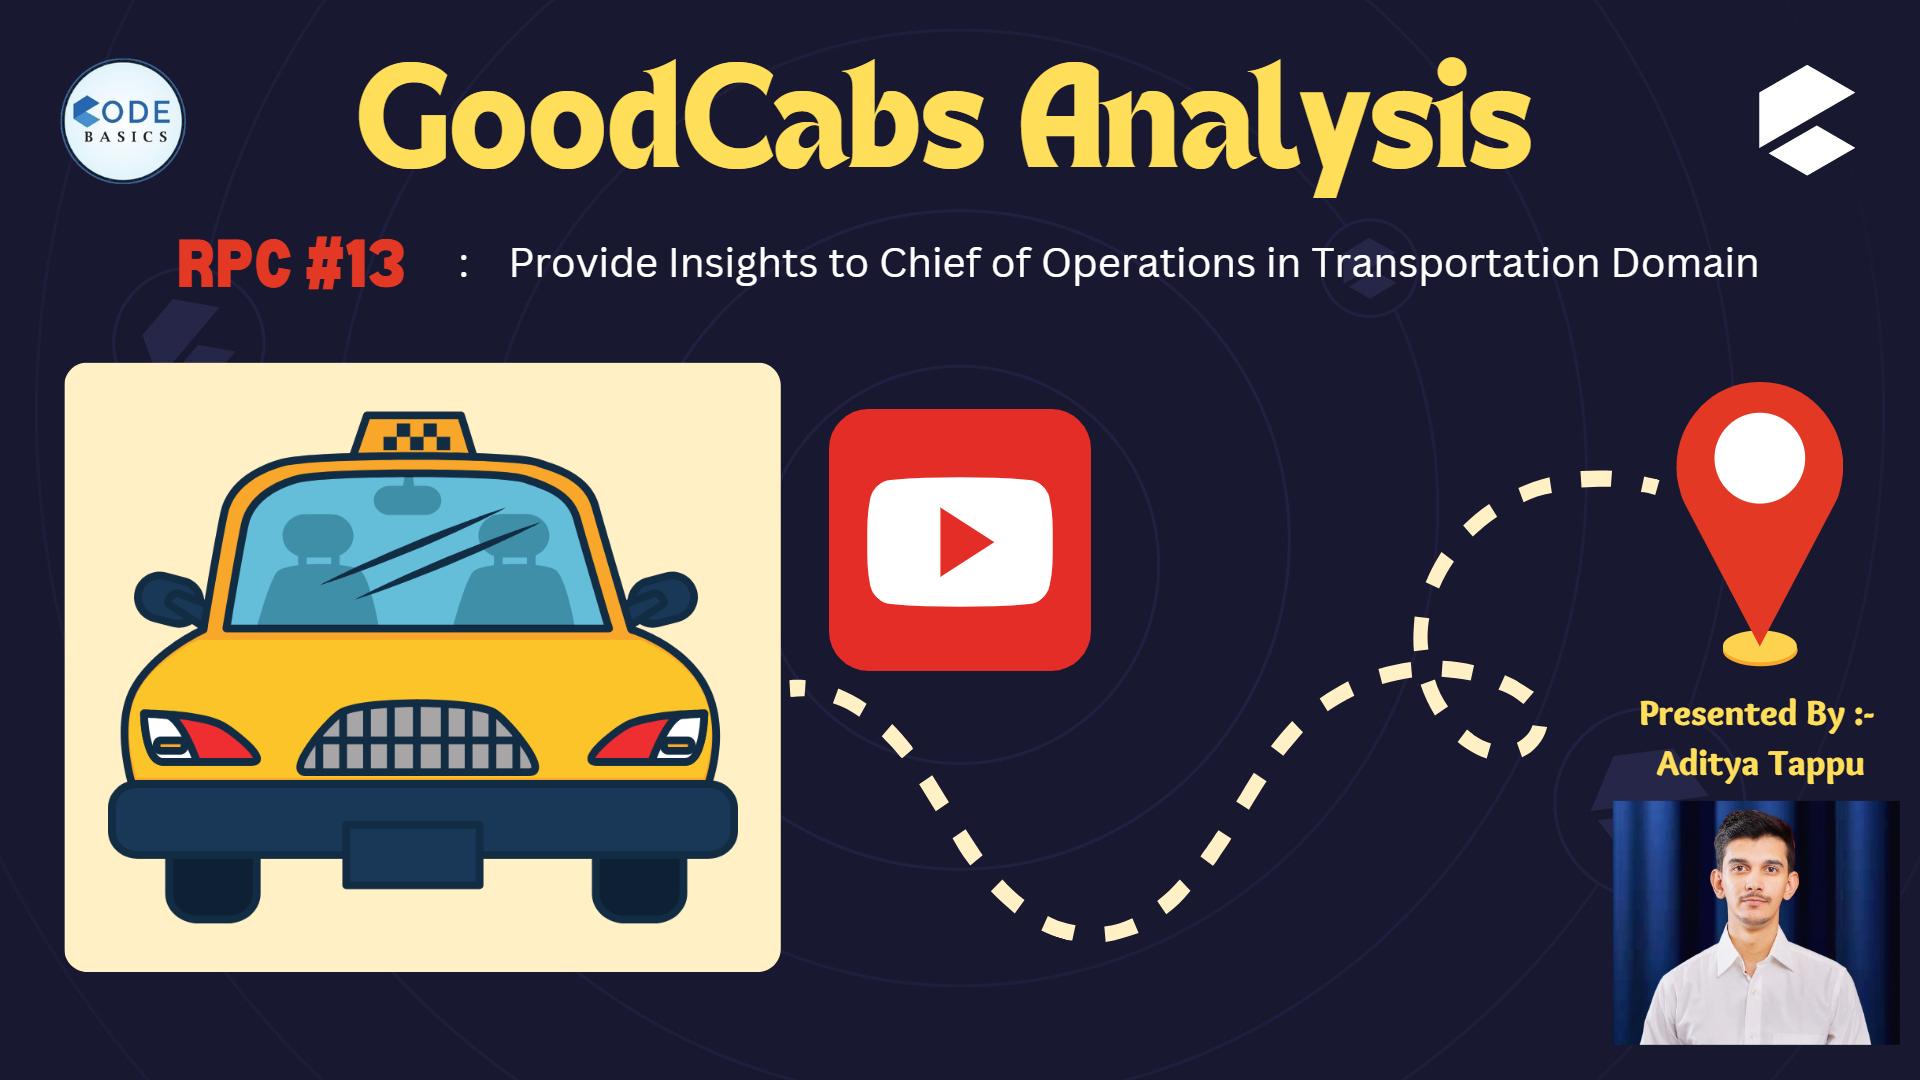 CODE
BASICS
GoodCabs Analysis
RPC #13 : Provide Insights to Chief of Operations in Transportation Domain
Presented By :-
Aditya Tappu